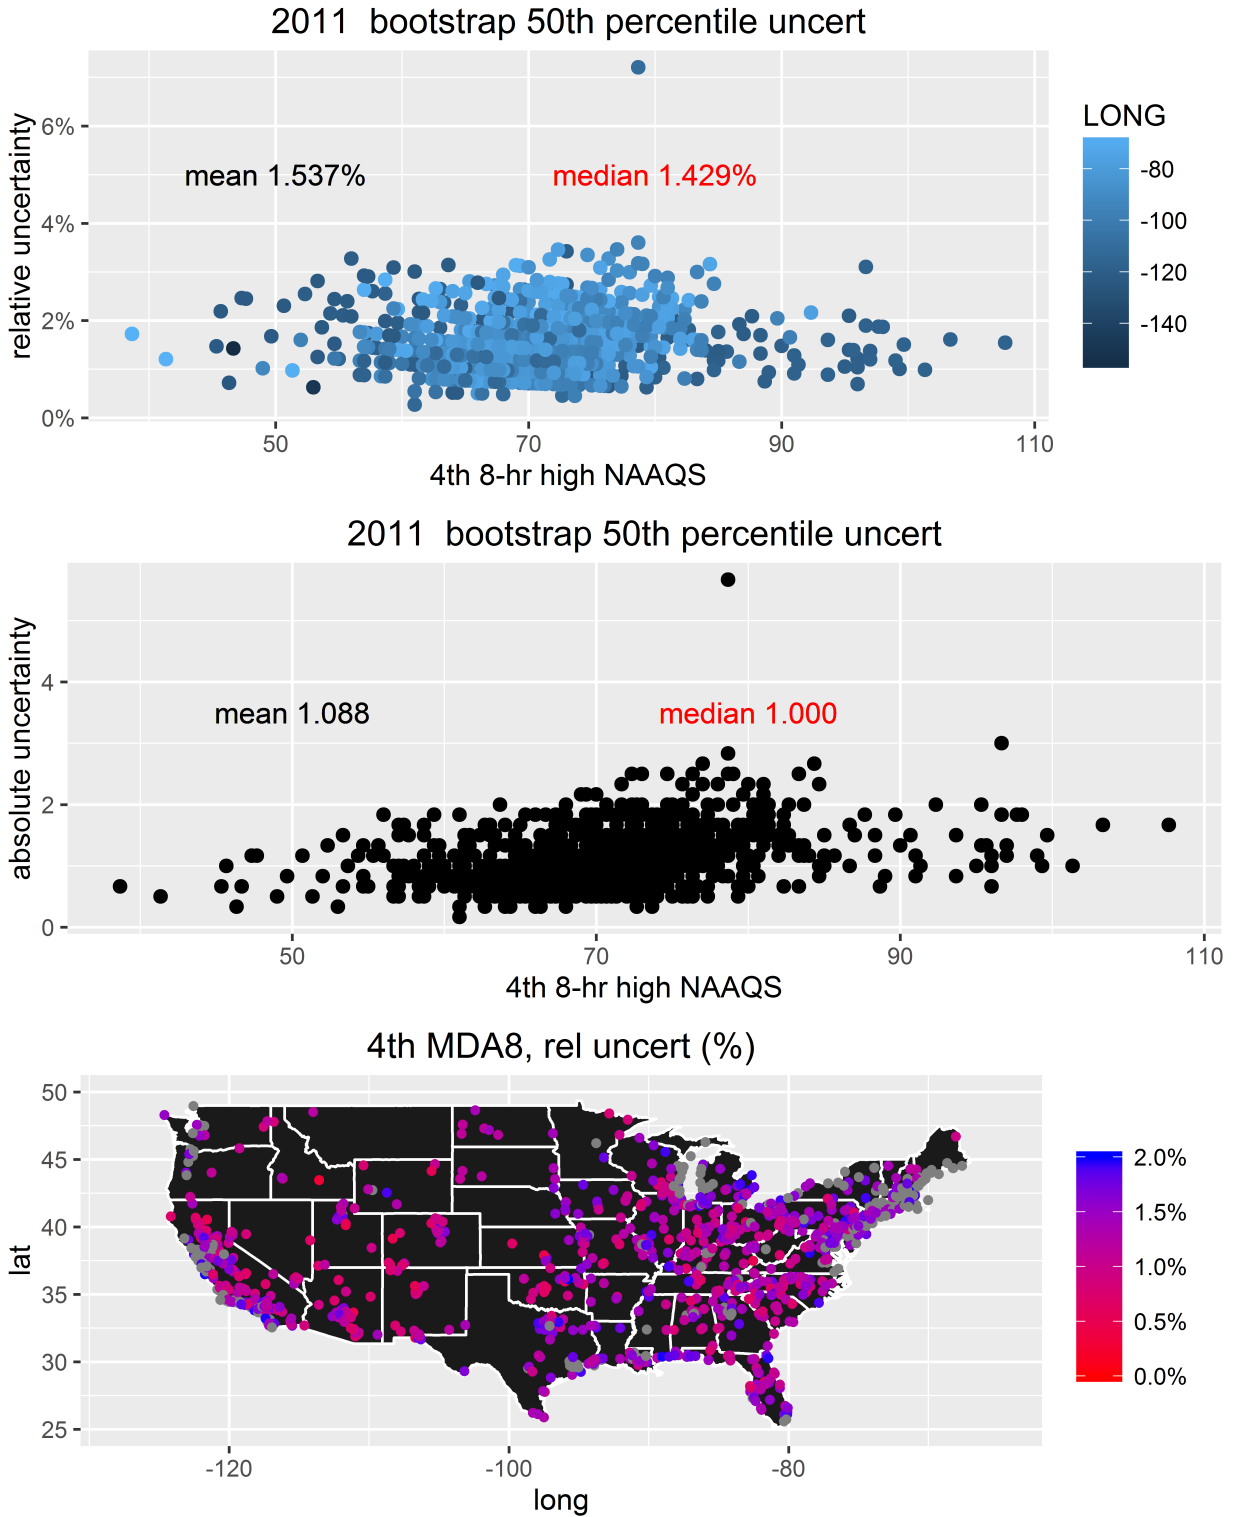 2011  bootstrap 50th percentile uncert
relative uncertainty
6%
4%
2%
0%
mean 1.537%
median 1.429%
50
70
90
110
4th 8-hr high NAAQS
LONG
-80
-100
-120
-140
2011  bootstrap 50th percentile uncert
absolute uncertainty
4
2
0
mean 1.088
median 1.000
50
70
90
110
4th 8-hr high NAAQS
4th MDA8, rel uncert (%)
lat
50
45
40
35
30
25
-120
-100
-80
long
2.0%
1.5%
1.0%
0.5%
0.0%